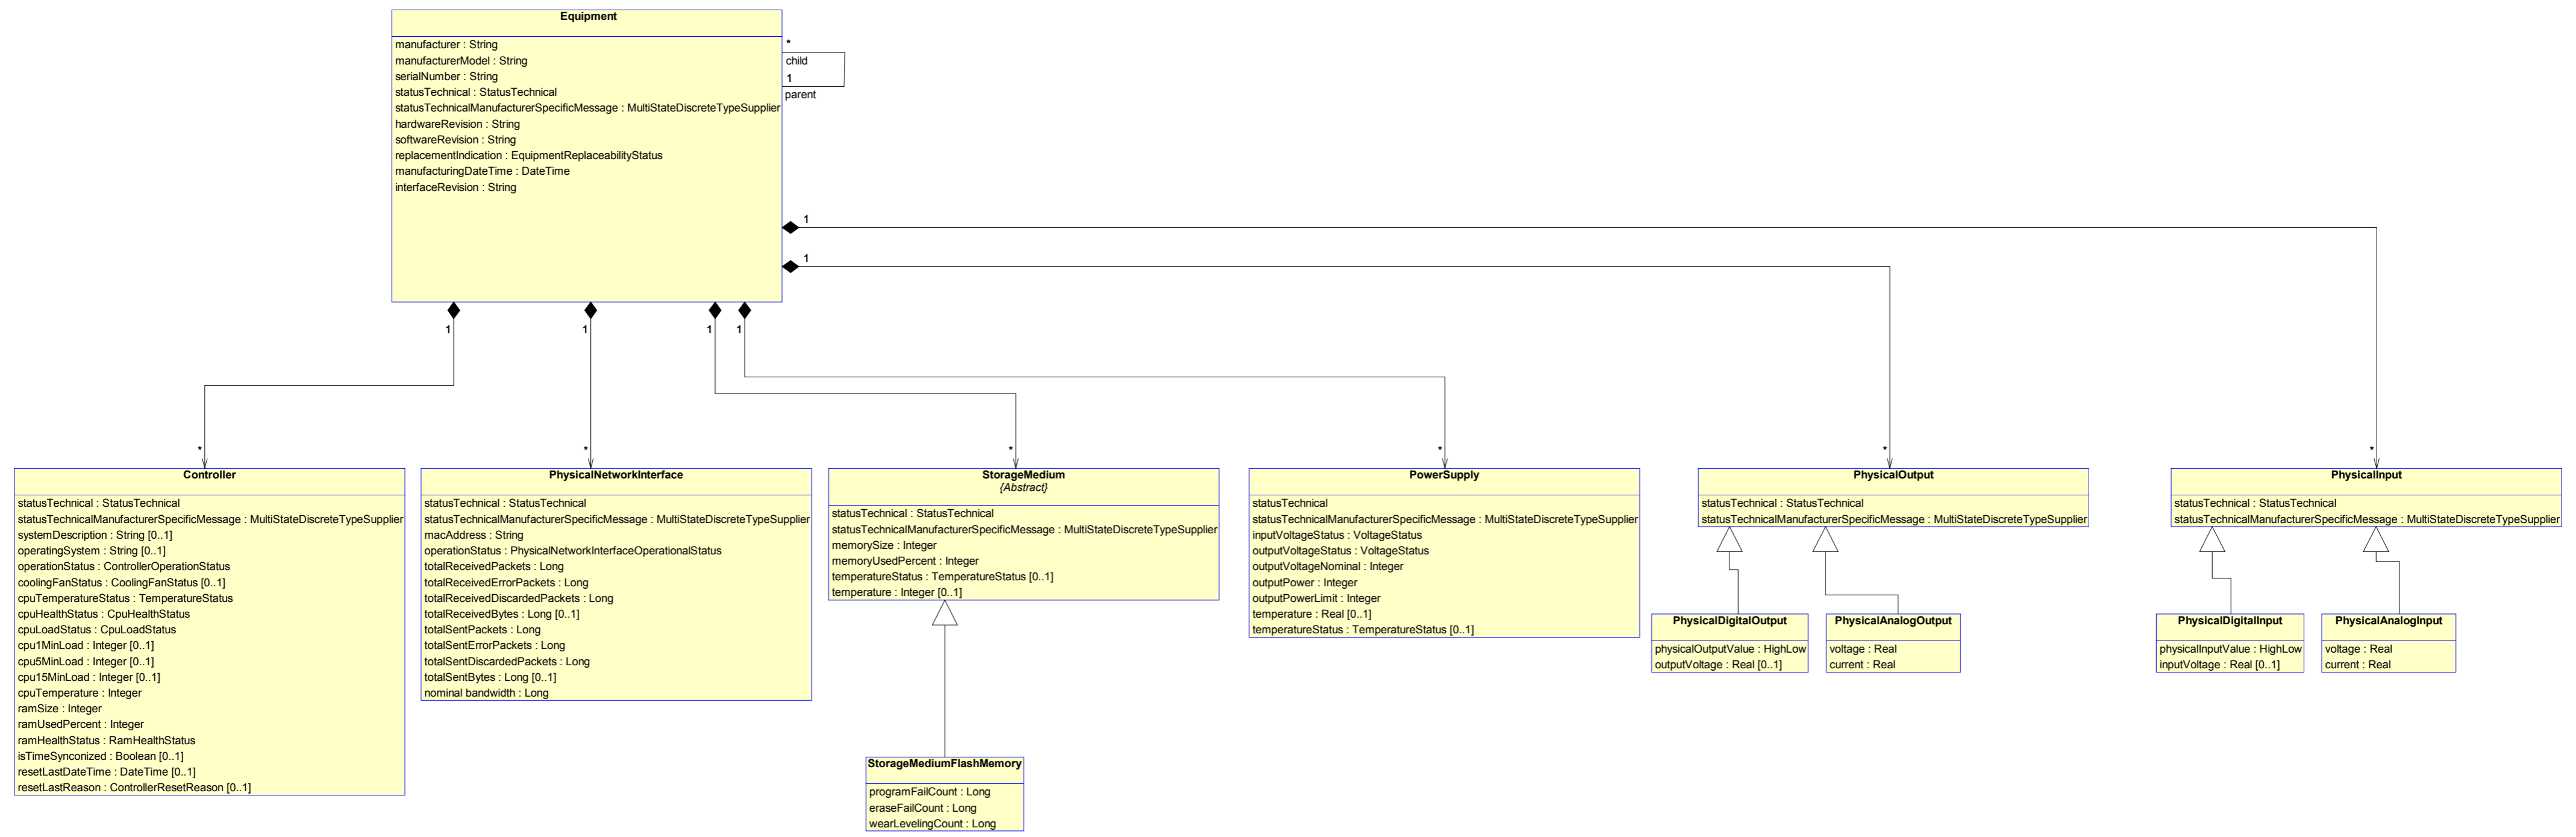 Equipment
manufacturer : String
manufacturerModel : String
serialNumber : String
statusTechnical : StatusTechnical
statusTechnicalManufacturerSpecificMessage : MultiStateDiscreteTypeSupplier
hardwareRevision : String
softwareRevision : String
replacementIndication : EquipmentReplaceabilityStatus
manufacturingDateTime : DateTime
interfaceRevision : String
*
child
1
parent
1
1
1
1
1
1
*
*
*
*
*
*
Controller
statusTechnical : StatusTechnical
statusTechnicalManufacturerSpecificMessage : MultiStateDiscreteTypeSupplier
systemDescription : String [0..1]
operatingSystem : String [0..1]
operationStatus : ControllerOperationStatus
coolingFanStatus : CoolingFanStatus [0..1]
cpuTemperatureStatus : TemperatureStatus
cpuHealthStatus : CpuHealthStatus
cpuLoadStatus : CpuLoadStatus
cpu1MinLoad : Integer [0..1]
cpu5MinLoad : Integer [0..1]
cpu15MinLoad : Integer [0..1]
cpuTemperature : Integer
ramSize : Integer
ramUsedPercent : Integer
ramHealthStatus : RamHealthStatus
isTimeSynconized : Boolean [0..1]
resetLastDateTime : DateTime [0..1]
resetLastReason : ControllerResetReason [0..1]
PhysicalNetworkInterface
statusTechnical : StatusTechnical
statusTechnicalManufacturerSpecificMessage : MultiStateDiscreteTypeSupplier
macAddress : String
operationStatus : PhysicalNetworkInterfaceOperationalStatus
totalReceivedPackets : Long
totalReceivedErrorPackets : Long
totalReceivedDiscardedPackets : Long
totalReceivedBytes : Long [0..1]
totalSentPackets : Long
totalSentErrorPackets : Long
totalSentDiscardedPackets : Long
totalSentBytes : Long [0..1]
nominal bandwidth : Long
StorageMedium
{Abstract}
statusTechnical : StatusTechnical
statusTechnicalManufacturerSpecificMessage : MultiStateDiscreteTypeSupplier
memorySize : Integer
memoryUsedPercent : Integer
temperatureStatus : TemperatureStatus [0..1]
temperature : Integer [0..1]
StorageMediumFlashMemory
programFailCount : Long
eraseFailCount : Long
wearLevelingCount : Long
PowerSupply
statusTechnical
statusTechnicalManufacturerSpecificMessage : MultiStateDiscreteTypeSupplier
inputVoltageStatus : VoltageStatus
outputVoltageStatus : VoltageStatus
outputVoltageNominal : Integer
outputPower : Integer
outputPowerLimit : Integer
temperature : Real [0..1]
temperatureStatus : TemperatureStatus [0..1]
PhysicalOutput
statusTechnical : StatusTechnical
statusTechnicalManufacturerSpecificMessage : MultiStateDiscreteTypeSupplier
PhysicalDigitalOutput
physicalOutputValue : HighLow
outputVoltage : Real [0..1]
PhysicalAnalogOutput
voltage : Real
current : Real
PhysicalInput
statusTechnical : StatusTechnical
statusTechnicalManufacturerSpecificMessage : MultiStateDiscreteTypeSupplier
PhysicalDigitalInput
physicalInputValue : HighLow
inputVoltage : Real [0..1]
PhysicalAnalogInput
voltage : Real
current : Real